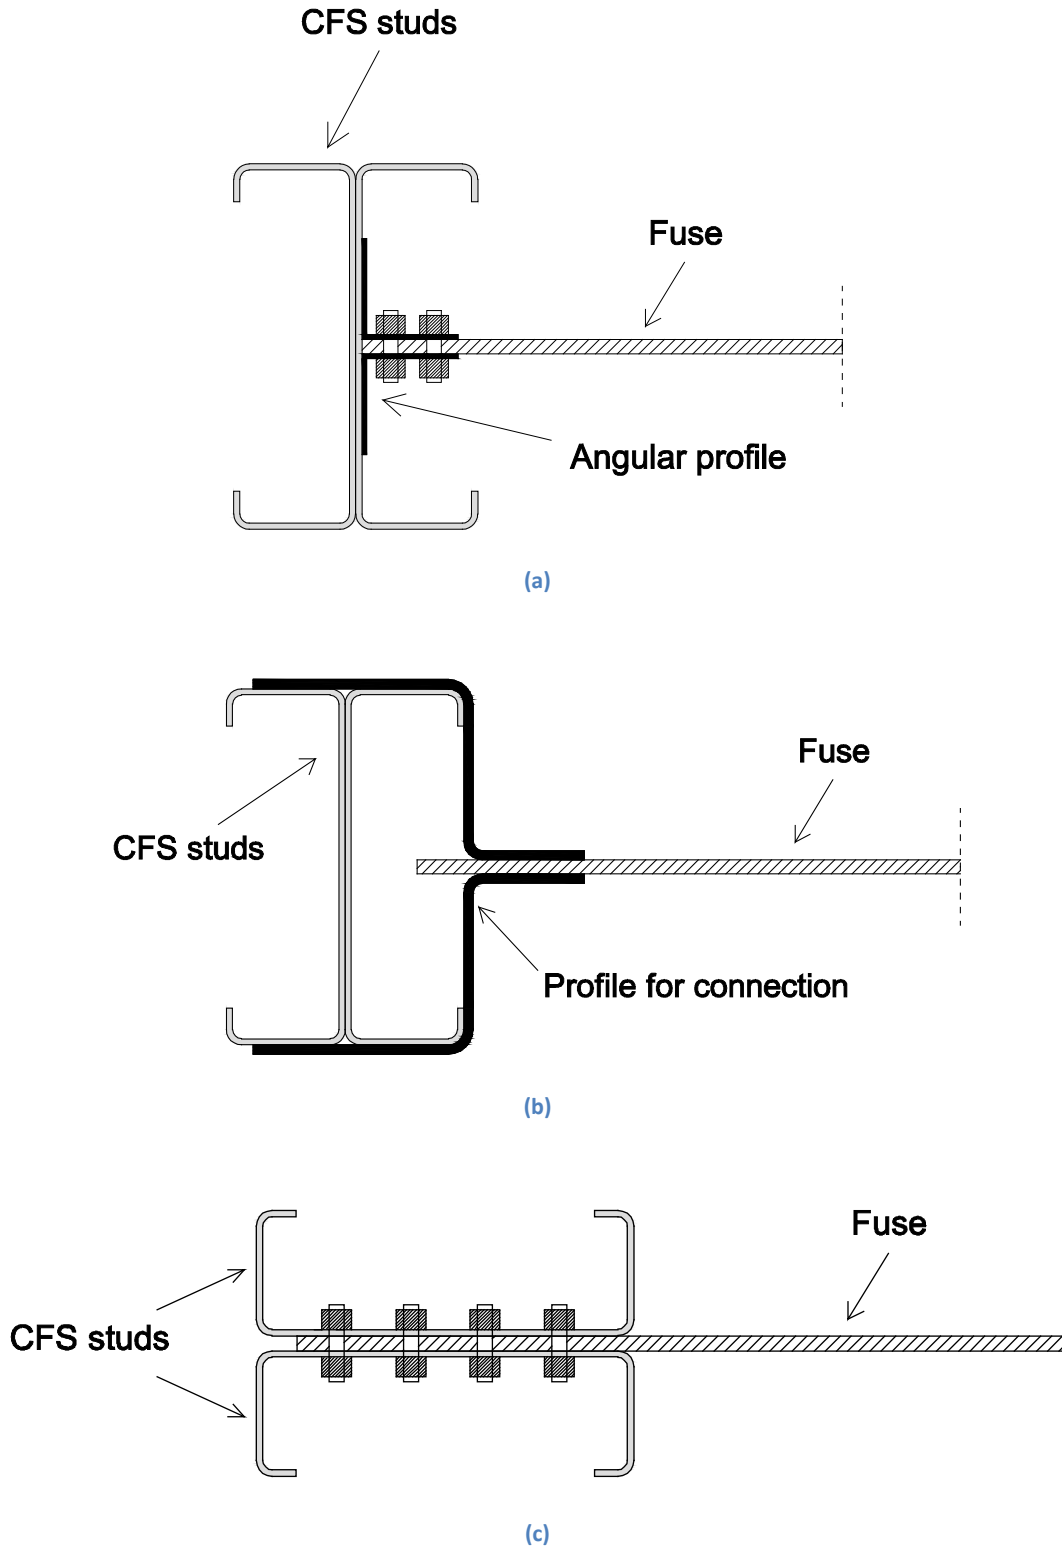 CFS studs
Fuse
Angular profile
(a)
Fuse
CFS studs
Profile for connection
(b)
Fuse
CFS studs
(c)